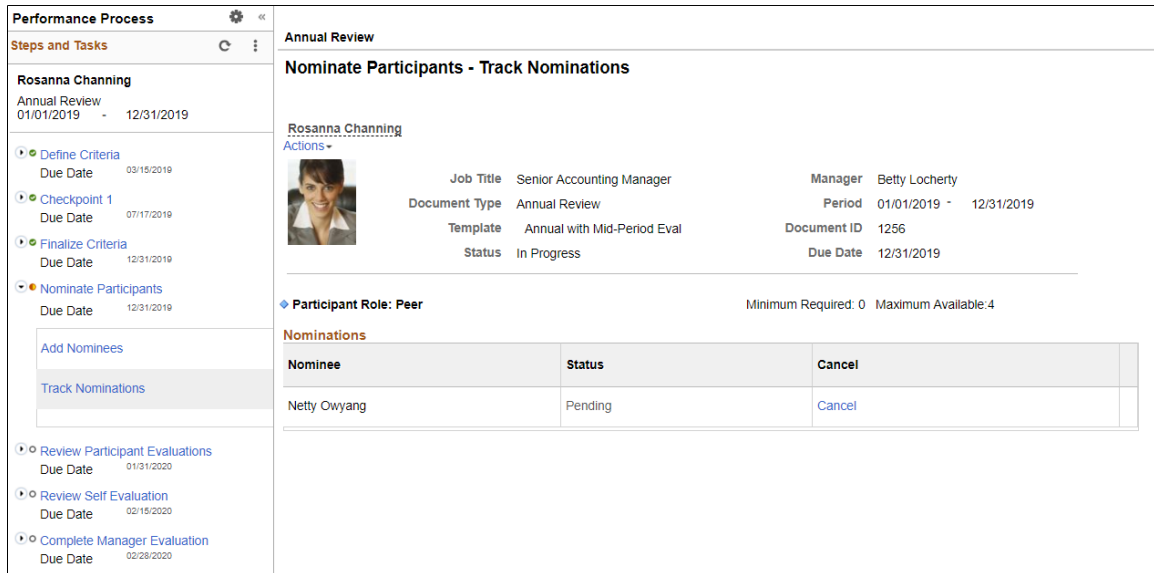 Performance Process «
Steps and Tasks
Rosanna Channing
Annual Review
01/01/2019 - 12/31/2019
Define Criteria
Due Date 03/15/2019
Checkpoint 1
Due Date 07/17/2019
Finalize Criteria
Due Date 12/31/2019
Nominate Participants
Due Date 12/31/2019
Add Nominees
Track Nominations
Review Participant Evaluations
Due Date 01/31/2020
Review Self Evaluation
Due Date 02/15/2020
Complete Manager Evaluation
Due Date 02/28/2020
Annual Review
Nominate Participants - Track Nominations
Rosanna Channing
Actions
Job Title Senior Accounting Manager Manager Betty Locherty
Document Type Annual Review Period 01/01/2019 - 12/31/2019
Template Annual with Mid-Period Eval Document ID 1256
Status In Progress Due Date 12/31/2019
Participant Role: Peer Minimum Required: 0 Maximum Available:4
Nominations
Nominee Status Cancel
Netty Owyang Pending Cancel